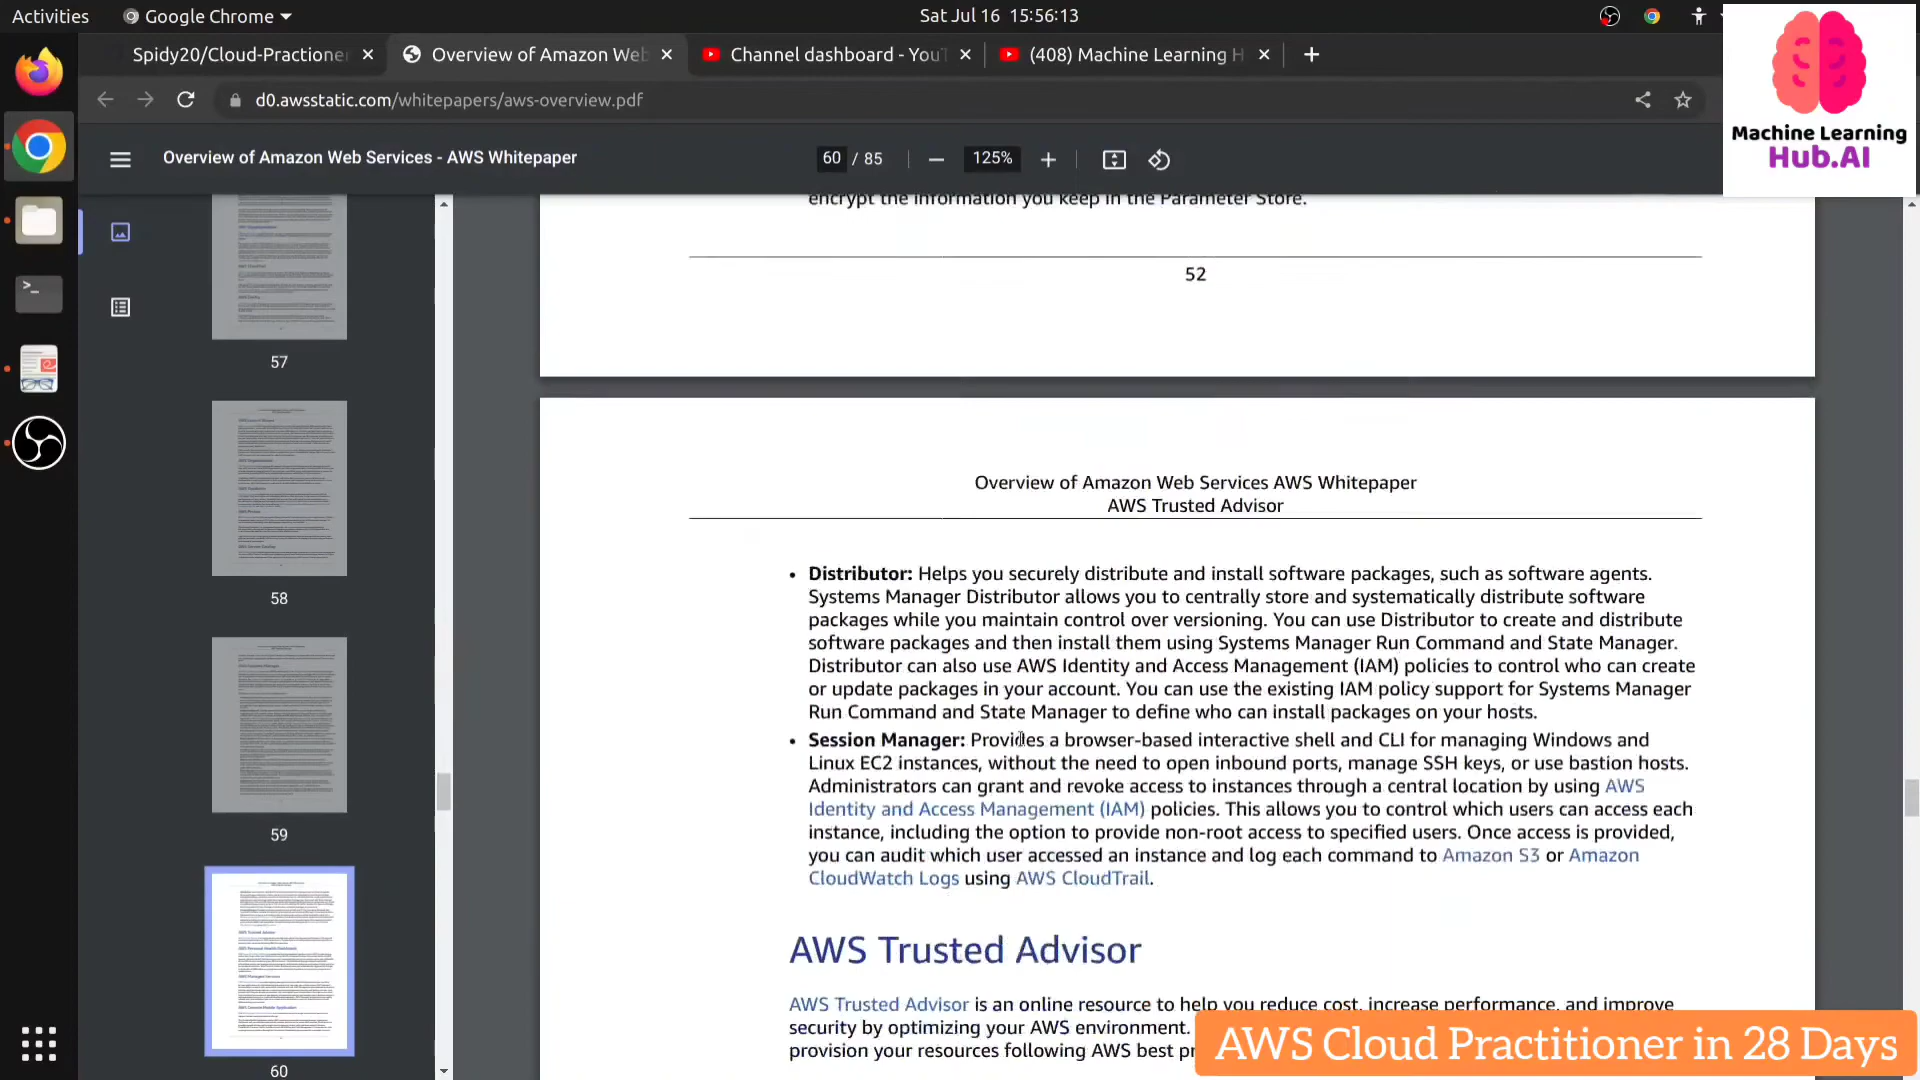 Activities
Google Chrome
Sat Jul 16  15:56:13
Spidy20/Cloud-Practioner
Overview of Amazon Web
Channel dashboard - YouT
(408) Machine Learning H
d0.awsstatic.com/whitepapers/aws-overview.pdf
Machine Learning
Hub.AI
Overview of Amazon Web Services - AWS Whitepaper
60 / 85
125%
encrypt the information you keep in the Parameter Store.
52
57
58
59
60
Overview of Amazon Web Services AWS Whitepaper
AWS Trusted Advisor
• Distributor: Helps you securely distribute and install software packages, such as software agents.
Systems Manager Distributor allows you to centrally store and systematically distribute software
packages while you maintain control over versioning. You can use Distributor to create and distribute
software packages and then install them using Systems Manager Run Command and State Manager.
Distributor can also use AWS Identity and Access Management (IAM) policies to control who can create
or update packages in your account. You can use the existing IAM policy support for Systems Manager
Run Command and State Manager to define who can install packages on your hosts.
• Session Manager: Provides a browser-based interactive shell and CLI for managing Windows and
Linux EC2 instances, without the need to open inbound ports, manage SSH keys, or use bastion hosts.
Administrators can grant and revoke access to instances through a central location by using AWS
Identity and Access Management (IAM) policies. This allows you to control which users can access each
instance, including the option to provide non-root access to specified users. Once access is provided,
you can audit which user accessed an instance and log each command to Amazon S3 or Amazon
CloudWatch Logs using AWS CloudTrail.
AWS Trusted Advisor
AWS Trusted Advisor is an online resource to help you reduce cost, increase performance, and improve
security by optimizing your AWS environment.
provision your resources following AWS best pr
AWS Cloud Practitioner in 28 Days